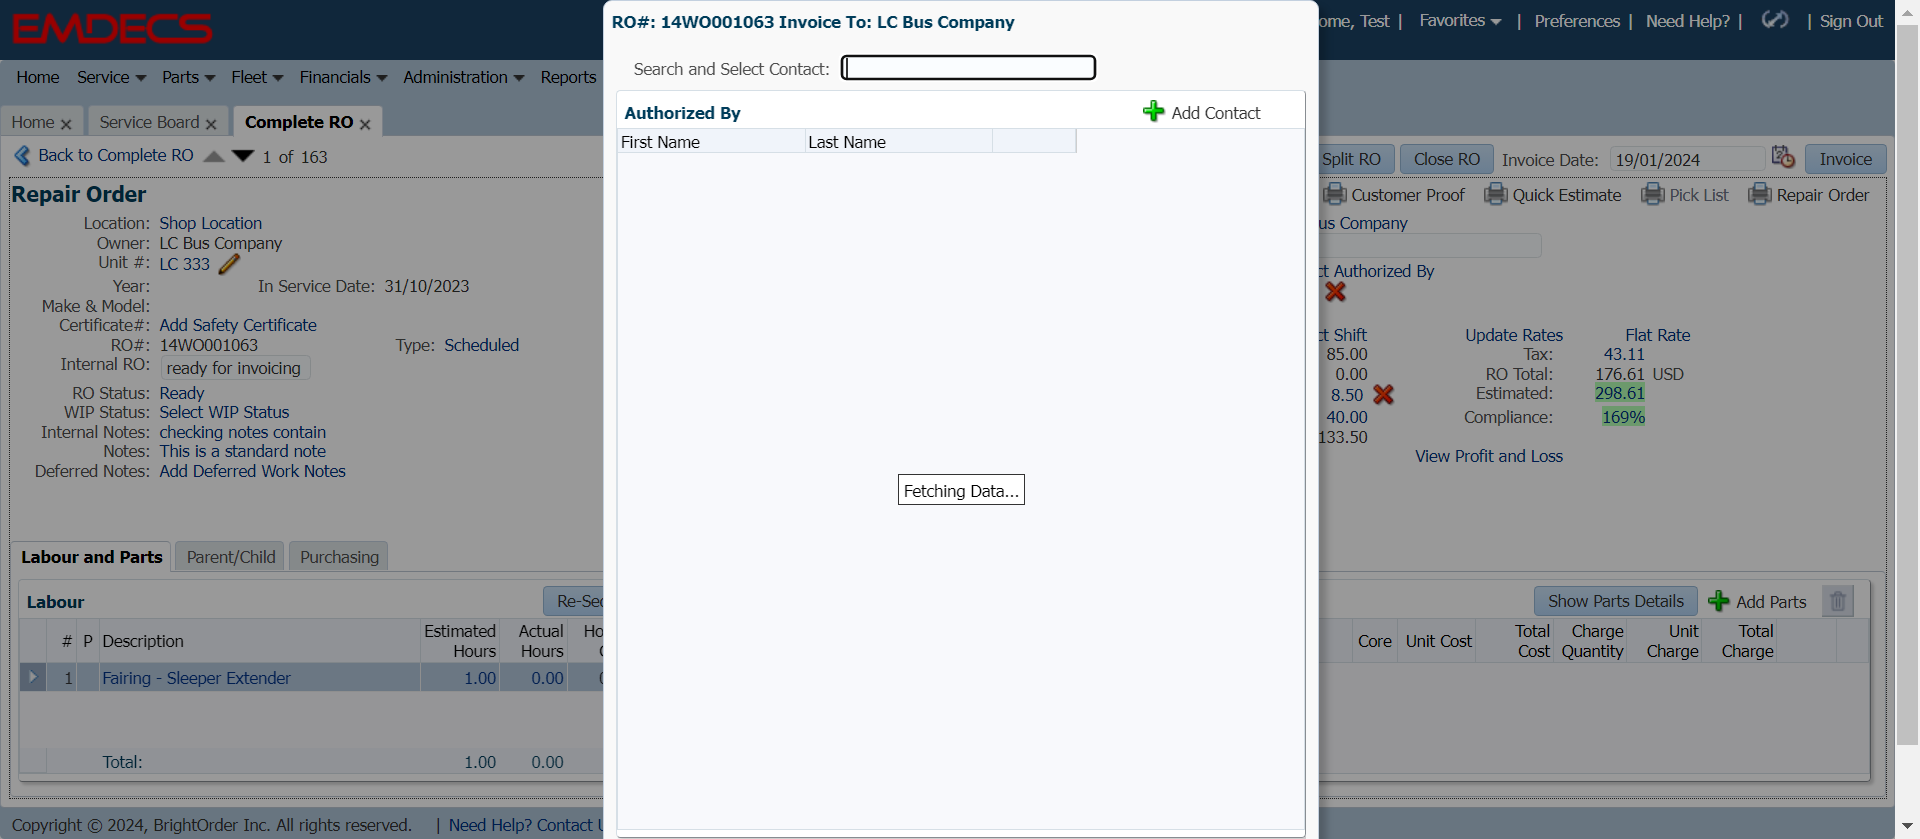 EMDECS
ome, Test | Favorites | Preferences | Need Help? | | Sign Out
Home Service Parts Fleet Financials Administration Reports
Home Service Board Complete RO
Back to Complete RO 1 of 163
Split RO Close RO Invoice Date: 19/01/2024 Invoice
Customer Proof Quick Estimate Pick List Repair Order
Repair Order
Location: Shop Location
Owner: LC Bus Company
Unit #: LC 333
Year: In Service Date: 31/10/2023
Make & Model:
Certificate#: Add Safety Certificate
RO#: 14WO001063 Type: Scheduled
Internal RO: ready for invoicing
RO Status: Ready
WIP Status: Select WIP Status
Internal Notes: checking notes contain
Notes: This is a standard note
Deferred Notes: Add Deferred Work Notes
RO#: 14WO001063 Invoice To: LC Bus Company
Search and Select Contact:
Authorized By Add Contact
First Name Last Name
Fetching Data...
us Company
ct Authorized By
ct Shift Update Rates Flat Rate
85.00 Tax: 43.11
0.00 RO Total: 176.61 USD
8.50 Estimated: 298.61
40.00 Compliance: 169%
133.50
View Profit and Loss
Labour and Parts Parent/Child Purchasing
Labour Re-Sec
# P Description Estimated Hours Actual Hours Ho
1 Fairing - Sleeper Extender 1.00 0.00
Total: 1.00 0.00
Show Parts Details Add Parts
Core Unit Cost Total Cost Charge Quantity Unit Charge Total Charge
Copyright © 2024, BrightOrder Inc. All rights reserved. | Need Help? Contact U